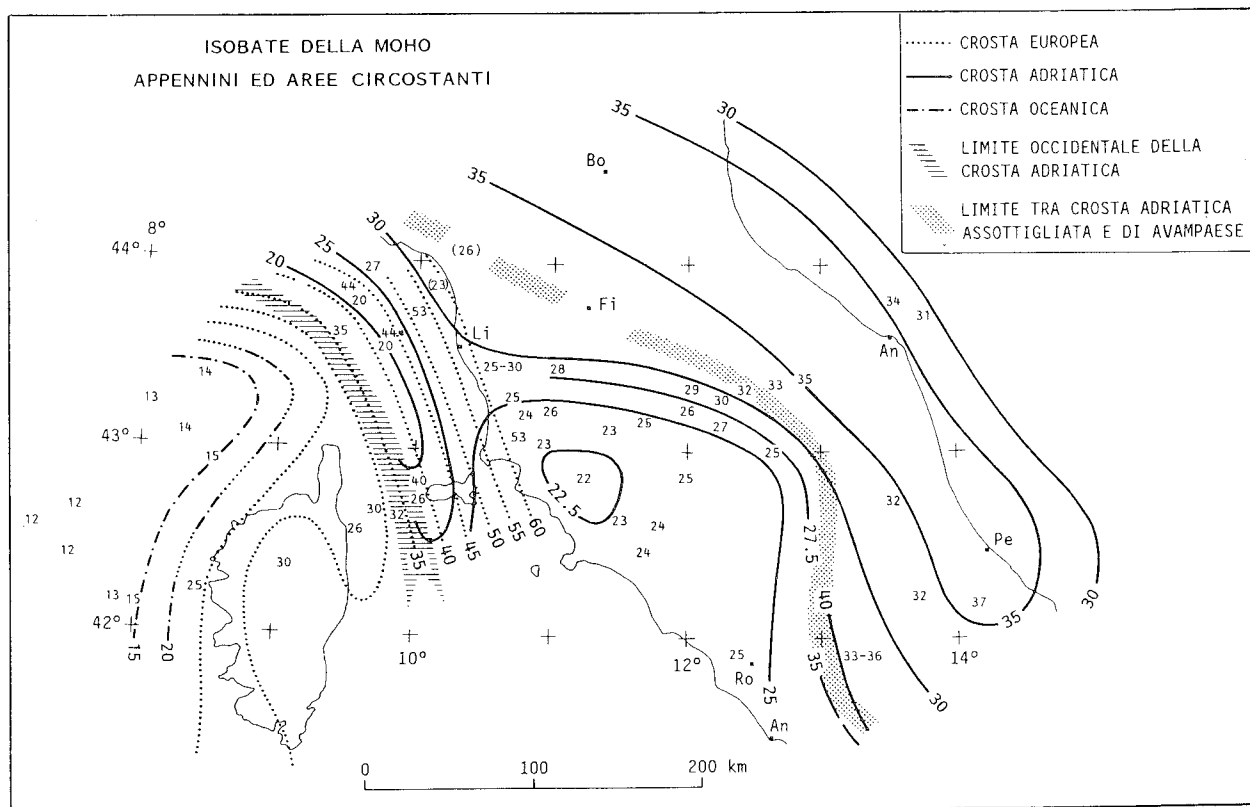 ISOBATE DELLA MOHO
APPENNINI ED AREE CIRCOSTANTI
CROSTA EUROPEA
CROSTA ADRIATICA
CROSTA OCEANICA
LIMITE OCCIDENTALE DELLA
CROSTA ADRIATICA
LIMITE TRA CROSTA ADRIATICA
ASSOTTIGLIATA E DI AVAMPAESE
35 30
Bo
35
8° 30
44° 25 27 (26)
20 44 (23)
20 53 Fi
34 31
35 44 20 Li An
25-30 28
14 29 32 33 35
13 25 30
24 26 25 26 27
43° 14 53 23 23 25
15
40 22 25
12 30 26 22.5
12 26 32 23 24 32
12 30 35 40 45 50 55 60 24 27.5 Pe
13 15 25 40 32 37 30
42° 35
15 20 10° 12° 25 35 33-36 14°
Ro 25 30
An
0 100 200 km